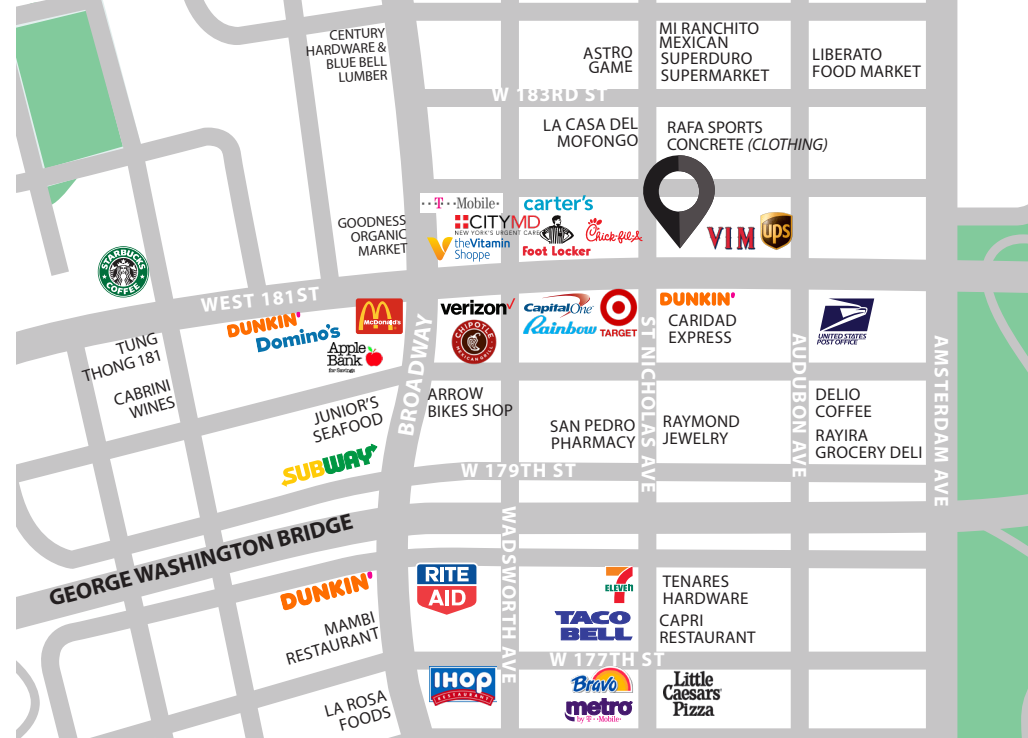 CENTURY
HARDWARE &
BLUE BELL
LUMBER
ASTRO
GAME
MI RANCHITO
MEXICAN
SUPERDURO
SUPERMARKET
LIBERATO
FOOD MARKET
W 183RD ST
LA CASA DEL
MOFONGO
RAFA SPORTS
CONCRETE (CLOTHING)
GOODNESS
ORGANIC
MARKET
T Mobile
CITYMD
NEW YORK'S URGENT CARE
theVitamin
Shoppe
carter's
Chick-fil-A
Foot Locker
VIM
ups
STARBUCKS
COFFEE
WEST 181ST
DUNKIN'
Domino's
McDonald's
Apple
Bank
for Savings
verizon
CHIPOTLE
MEXICAN GRILL
Capital One
Rainbow
TARGET
DUNKIN'
CARIDAD
EXPRESS
UNITED STATES
POST OFFICE
TUNG
THONG 181
CABRINI
WINES
JUNIOR'S
SEAFOOD
SUBWAY
BROADWAY
ARROW
BIKES SHOP
SAN PEDRO
PHARMACY
ST NICHOLAS AVE
RAYMOND
JEWELRY
AUDUBON AVE
DELIO
COFFEE
RAYIRA
GROCERY DELI
AMSTERDAM AVE
W 179TH ST
GEORGE WASHINGTON BRIDGE
WADSWORTH AVE
DUNKIN'
MAMBI
RESTAURANT
LA ROSA
FOODS
RITE
AID
7
ELEVEn
TACO
BELL
TENARES
HARDWARE
CAPRI
RESTAURANT
W 177TH ST
IHOP
RESTAURANT
Bravo
metro
by T-Mobile
Little
Caesars
Pizza